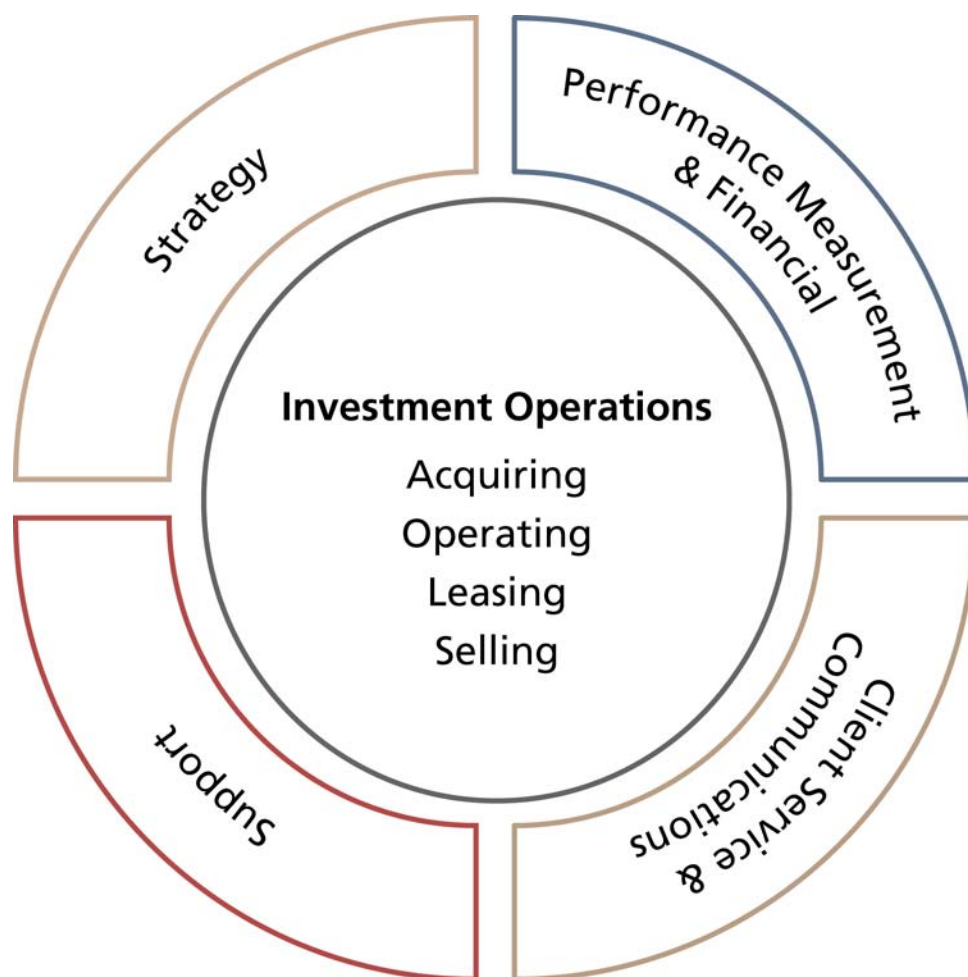 Strategy
Performance Measurement
& Financial
Investment Operations
Acquiring
Operating
Leasing
Selling
Support
Client Service &
Communications